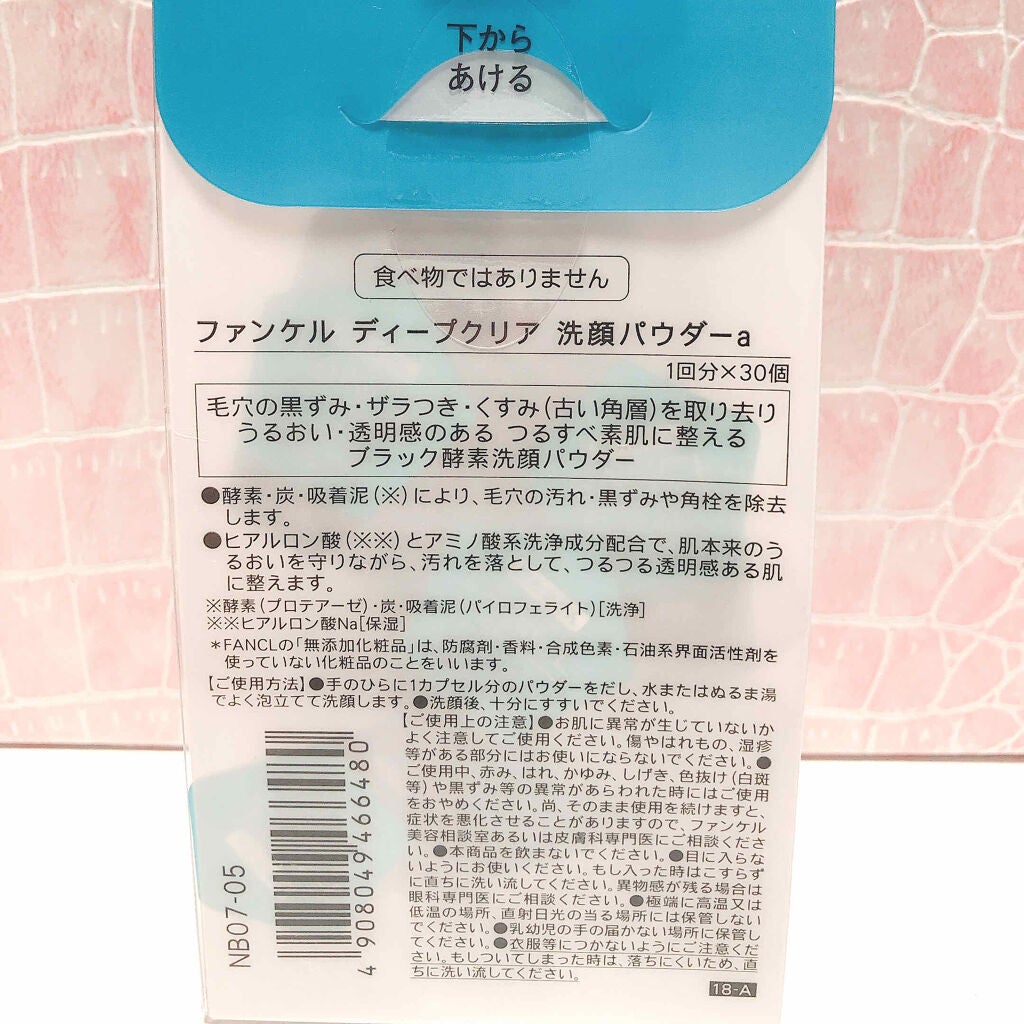 下から
あける
食べ物ではありません
ファンケル ディープクリア 洗顔パウダーa
1回分×30個
毛穴の黒ずみ・ザラつき・くすみ(古い角層)を取り去り
うるおい・透明感のある つるすべ素肌に整える
ブラック酵素洗顔パウダー
●酵素・炭・吸着泥(※)により、毛穴の汚れ・黒ずみや角栓を除去
します。
●ヒアルロン酸(※※)とアミノ酸系洗浄成分配合で、肌本来のう
るおいを守りながら、汚れを落として、つるつる透明感ある肌
に整えます。
※酵素(プロテアーゼ)・炭・吸着泥(パイロフェライト)[洗浄]
※※ヒアルロン酸Na[保湿]
＊FANCLの「無添加化粧品」は、防腐剤・香料・合成色素・石油系界面活性剤を
使っていない化粧品のことをいいます。
【ご使用方法】●手のひらに1カプセル分のパウダーをだし、水またはぬるま湯
でよく泡立てて洗顔します。●洗顔後、十分にすすいでください。
【ご使用上の注意】●お肌に異常が生じていないか
よく注意してご使用ください。傷やはれもの、湿疹
等がある部分にはお使いにならないでください。●
ご使用中、赤み、はれ、かゆみ、しげき、色抜け(白斑
等)や黒ずみ等の異常があらわれた時にはご使用
をおやめください。尚、そのまま使用を続けますと、
症状を悪化させることがありますので、ファンケル
美容相談室あるいは皮膚科専門医にご相談くださ
い。●本商品を飲まないでください。●目に入らな
いようにお使いください。もし入った時はこすらず
に直ちに洗い流してください。異物感が残る場合は
眼科専門医にご相談ください。●極端に高温又は
低温の場所、直射日光の当る場所には保管しない
でください。●乳幼児の手の届かない場所に保管し
てください。●衣服等につかないようにご注意くだ
さい。もしついてしまった時は、落ちにくいため、直
ちに洗い流してください。
NB07-05
4 908049 466480
18-A